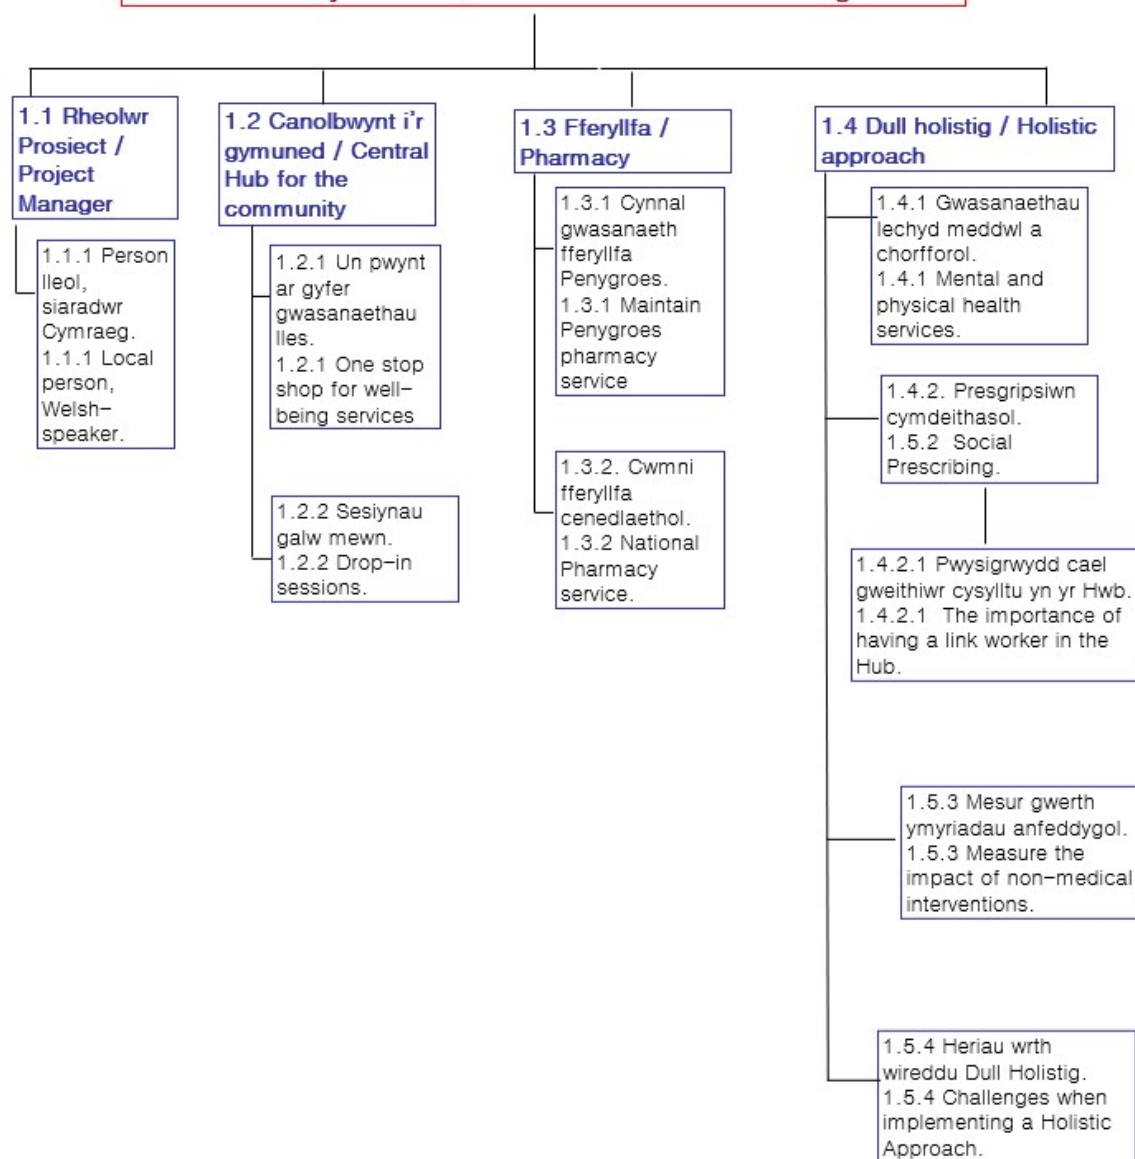 1.1 Rheolwr
Prosiect /
Project
Manager
1.1.1 Person
lleol,
siaradwr
Cymraeg.
1.1.1 Local
person,
Welsh-
speaker.
1.2 Canolbwynt i'r
gymuned / Central
Hub for the
community
1.2.1 Un pwynt
ar gyfer
gwasanaethau
lles.
1.2.1 One stop
shop for well-
being services
1.2.2 Sesiynau
galw mewn.
1.2.2 Drop-in
sessions.
1.3 Fferyllfa /
Pharmacy
1.3.1 Cynnal
gwasanaeth
fferyllfa
Penygroes.
1.3.1 Maintain
Penygroes
pharmacy
service
1.3.2. Cwmni
fferyllfa
cenedlaethol.
1.3.2 National
Pharmacy
service.
1.4 Dull holistig / Holistic
approach
1.4.1 Gwasanaethau
Iechyd meddwl a
chorfforol.
1.4.1 Mental and
physical health
services.
1.4.2. Presgripsiwn
cymdeithasol.
1.5.2 Social
Prescribing.
1.4.2.1 Pwysigrwydd cael
gweithiwr cysylltu yn yr Hwb.
1.4.2.1 The importance of
having a link worker in the
Hub.
1.5.3 Mesur gwerth
ymyriadau anfeddygol.
1.5.3 Measure the
impact of non-medical
interventions.
1.5.4 Heriau wrth
wireddu Dull Holistig.
1.5.4 Challenges when
implementing a Holistic
Approach.